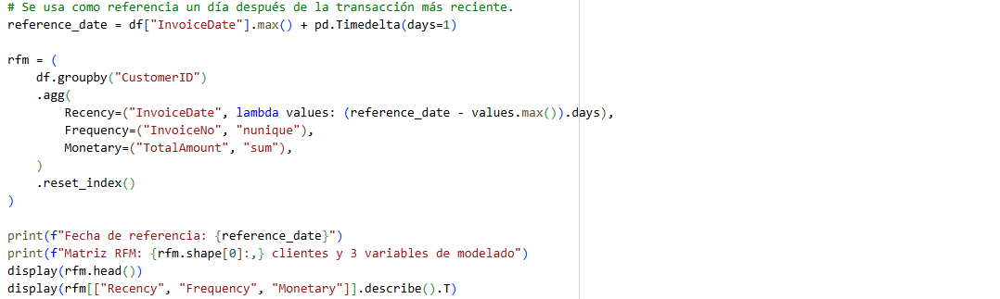 # Se usa como referencia un día después de la transacción más reciente.
reference_date = df["InvoiceDate"].max() + pd.Timedelta(days=1)

rfm = (
    df.groupby("CustomerID")
    .agg(
        Recency=("InvoiceDate", lambda values: (reference_date - values.max()).days),
        Frequency=("InvoiceNo", "nunique"),
        Monetary=("TotalAmount", "sum"),
    )
    .reset_index()
)

print(f"Fecha de referencia: {reference_date}")
print(f"Matriz RFM: {rfm.shape[0]:,} clientes y 3 variables de modelado")
display(rfm.head())
display(rfm[["Recency", "Frequency", "Monetary"]].describe().T)